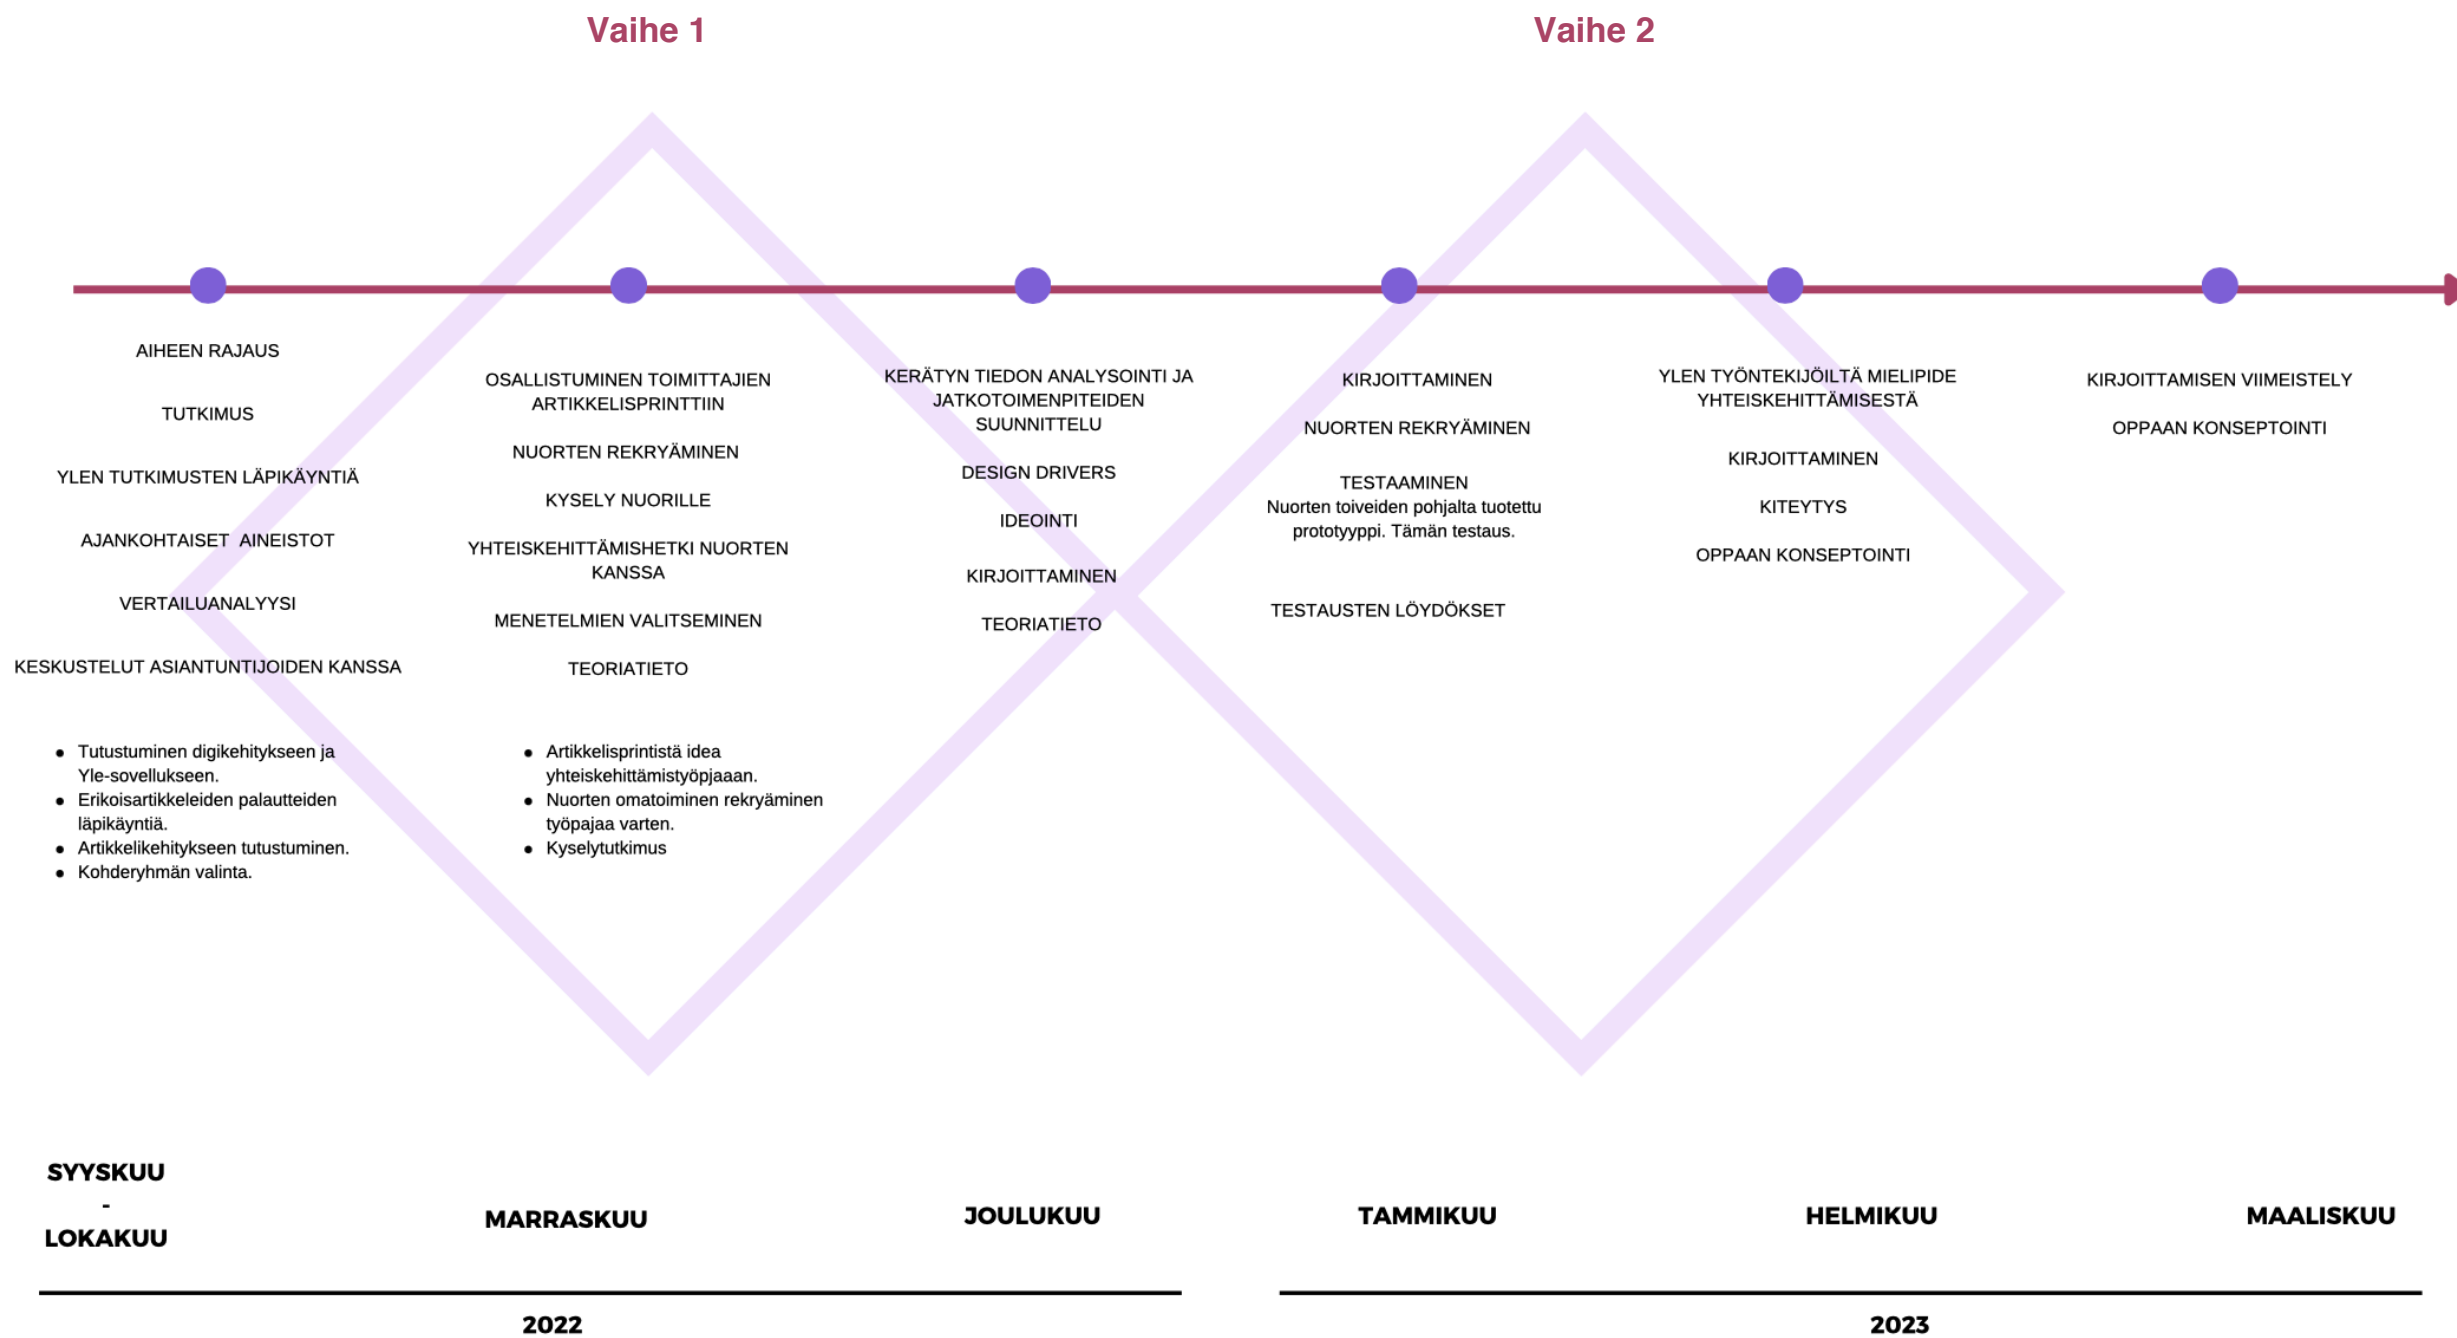 Vaihe 1
Vaihe 2
AIHEEN RAJAUS
TUTKIMUS
YLEN TUTKIMUSTEN LÄPIKÄYNTIÄ
AJANKOHTAISET AINEISTOT
VERTAILUANALYYSI
KESKUSTELUT ASIANTUNTIJOIDEN KANSSA
Tutustuminen digikehitykseen ja
Yle-sovellukseen.
Erikoisartikkeleiden palautteiden
läpikäyntiä.
Artikkelikehitykseen tutustuminen.
Kohderyhmän valinta.
OSALLISTUMINEN TOIMITTAJIEN
ARTIKKELISPRINTTIIN
NUORTEN REKRYÄMINEN
KYSELY NUORILLE
YHTEISKEHITTÄMISHETKI NUORTEN
KANSSA
MENETELMIEN VALITSEMINEN
TEORIATIETO
Artikkelisprintistä idea
yhteiskehittämistyöpjaaan.
Nuorten omatoiminen rekryäminen
työpajaa varten.
Kyselytutkimus
KERÄTYN TIEDON ANALYSOINTI JA
JATKOTOIMENPITEIDEN
SUUNNITTELU
DESIGN DRIVERS
IDEOINTI
KIRJOITTAMINEN
TEORIATIETO
KIRJOITTAMINEN
NUORTEN REKRYÄMINEN
TESTAAMINEN
Nuorten toiveiden pohjalta tuotettu
prototyyppi. Tämän testaus.
TESTAUSTEN LÖYDÖKSET
YLEN TYÖNTEKIJÖILTÄ MIELIPIDE
YHTEISKEHITTÄMISESTÄ
KIRJOITTAMINEN
KITEYTYS
OPPAAN KONSEPTOINTI
KIRJOITTAMISEN VIIMEISTELY
OPPAAN KONSEPTOINTI
SYYSKUU
-
LOKAKUU
MARRASKUU
JOULUKUU
TAMMIKUU
HELMIKUU
MAALISKUU
2022
2023